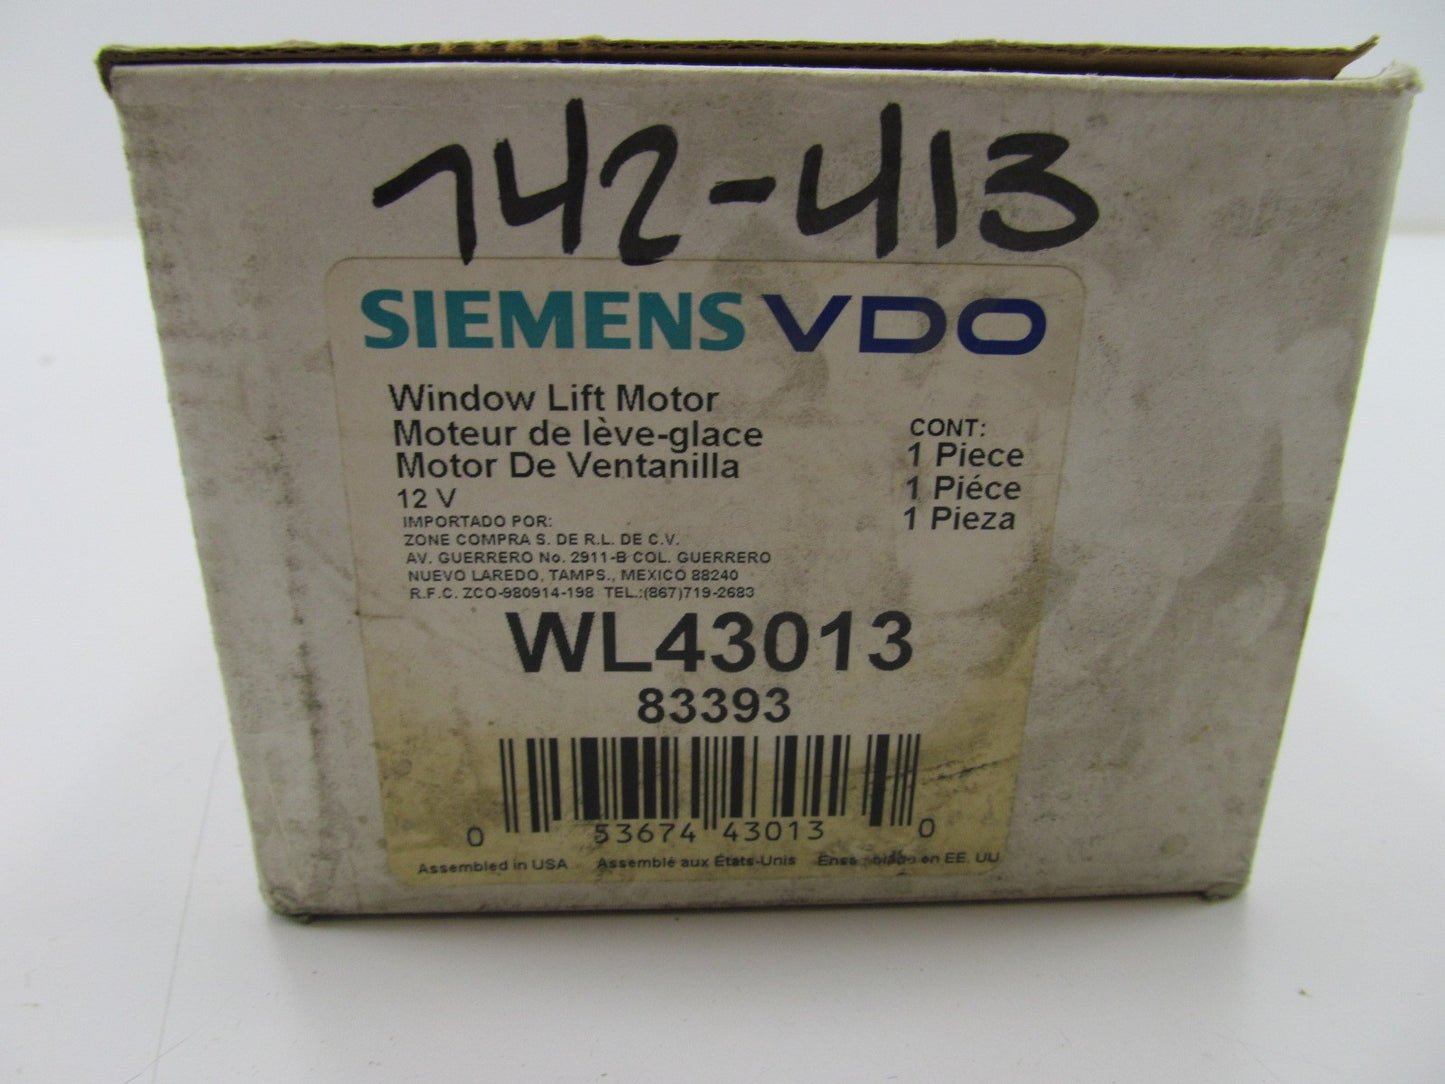 742-413
SIEMENS VDO
Window Lift Motor
Moteur de lève-glace
Motor De Ventanilla
12 V
CONT:
1 Piece
1 Piéce
1 Pieza
IMPORTADO POR:
ZONE COMPRA S. DE R.L. DE C.V.
AV. GUERRERO No. 2911-B COL. GUERRERO
NUEVO LAREDO, TAMPS., MEXICO 88240
R.F.C. ZCO-980914-198 TEL.:(867)719-2683
WL43013
83393
0 53674 43013 0
Assembled in USA Assemblé aux États-Unis en EE. UU